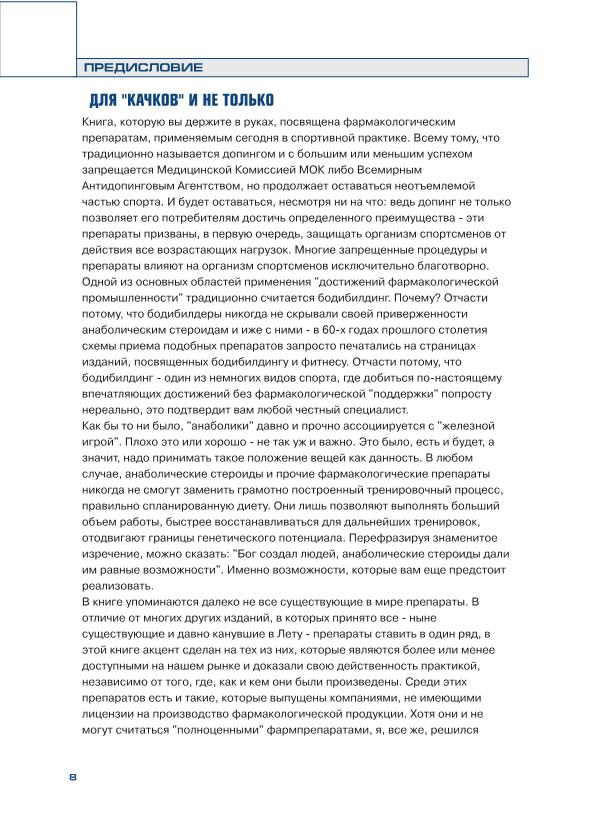 ПРЕДИСЛОВИЕ
ДЛЯ "КАЧКОВ" И НЕ ТОЛЬКО
Книга, которую вы держите в руках, посвящена фармакологическим
препаратам, применяемым сегодня в спортивной практике. Всему тому, что
традиционно называется допингом и с большим или меньшим успехом
запрещается Медицинской Комиссией МОК либо Всемирным
Антидопинговым Агентством, но продолжает оставаться неотъемлемой
частью спорта. И будет оставаться, несмотря ни на что: ведь допинг не только
позволяет его потребителям достичь определенного преимущества - эти
препараты призваны, в первую очередь, защищать организм спортсменов от
действия все возрастающих нагрузок. Многие запрещенные процедуры и
препараты влияют на организм спортсменов исключительно благотворно.
Одной из основных областей применения "достижений фармакологической
промышленности" традиционно считается бодибилдинг. Почему? Отчасти
потому, что бодибилдеры никогда не скрывали своей приверженности
анаболическим стероидам и иже с ними - в 60-х годах прошлого столетия
схемы приема подобных препаратов запросто печатались на страницах
изданий, посвященных бодибилдингу и фитнесу. Отчасти потому, что
бодибилдинг - один из немногих видов спорта, где добиться по-настоящему
впечатляющих достижений без фармакологической "поддержки" попросту
нереально, это подтвердит вам любой честный специалист.
Как бы то ни было, "анаболики" давно и прочно ассоциируется с "железной
игрой". Плохо это или хорошо - не так уж и важно. Это было, есть и будет, а
значит, надо принимать такое положение вещей как данность. В любом
случае, анаболические стероиды и прочие фармакологические препараты
никогда не смогут заменить грамотно построенный тренировочный процесс,
правильно спланированную диету. Они лишь позволяют выполнять больший
объем работы, быстрее восстанавливаться для дальнейших тренировок,
отодвигают границы генетического потенциала. Перефразируя знаменитое
изречение, можно сказать: "Бог создал людей, анаболические стероиды дали
им равные возможности". Именно возможности, которые вам еще предстоит
реализовать.
В книге упоминаются далеко не все существующие в мире препараты. В
отличие от многих других изданий, в которых принято все - ныне
существующие и давно канувшие в Лету - препараты ставить в один ряд, в
этой книге акцент сделан на тех из них, которые являются более или менее
доступными на нашем рынке и доказали свою действенность практикой,
независимо от того, где, как и кем они были произведены. Среди этих
препаратов есть и такие, которые выпущены компаниями, не имеющими
лицензии на производство фармакологической продукции. Хотя они и не
могут считаться "полноценными" фармпрепаратами, я, все же, решился
8